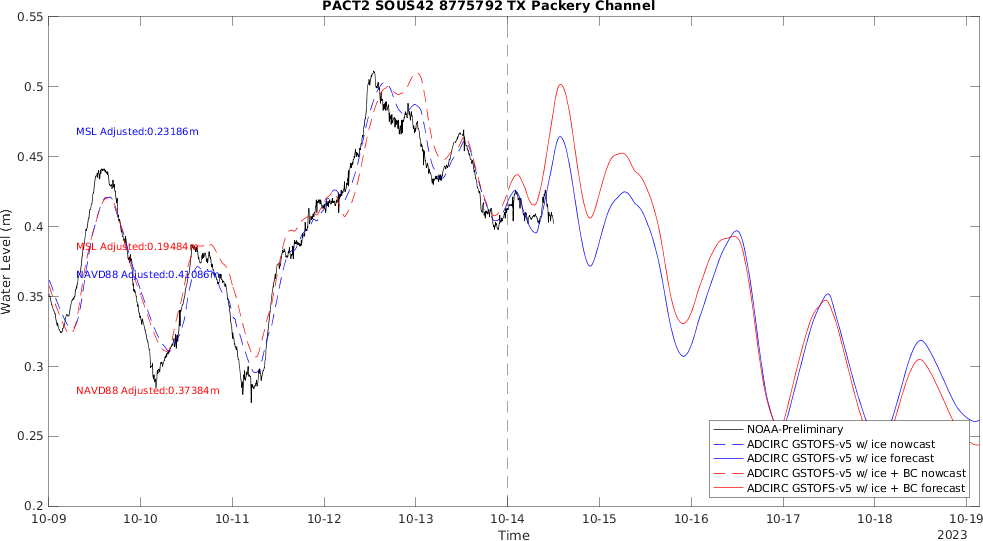 PACT2 SOUS42 8775792 TX Packery Channel
0.55
0.5
0.45
0.4
0.35
0.3
0.25
0.2
Water Level (m)
MSL Adjusted:0.23186m
MSL Adjusted:0.19484m
NAVD88 Adjusted:0.41086m
NAVD88 Adjusted:0.37384m
NOAA-Preliminary
ADCIRC GSTOFS-v5 w/ ice nowcast
ADCIRC GSTOFS-v5 w/ ice forecast
ADCIRC GSTOFS-v5 w/ ice + BC nowcast
ADCIRC GSTOFS-v5 w/ ice + BC forecast
10-09 10-10 10-11 10-12 10-13 10-14 10-15 10-16 10-17 10-18 10-19
Time
2023